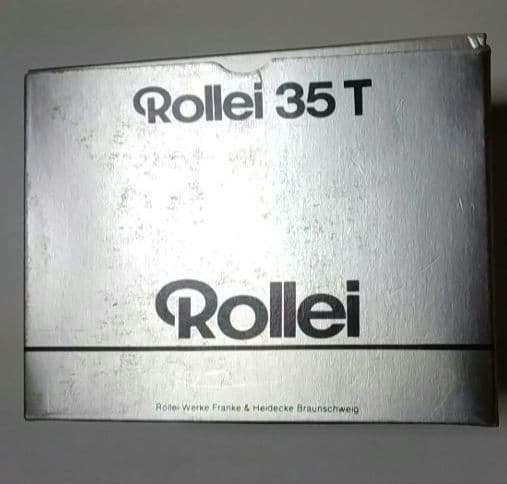 Rollei 35 T
Rollei
Rollei-Werke Franke & Heidecke Braunschweig